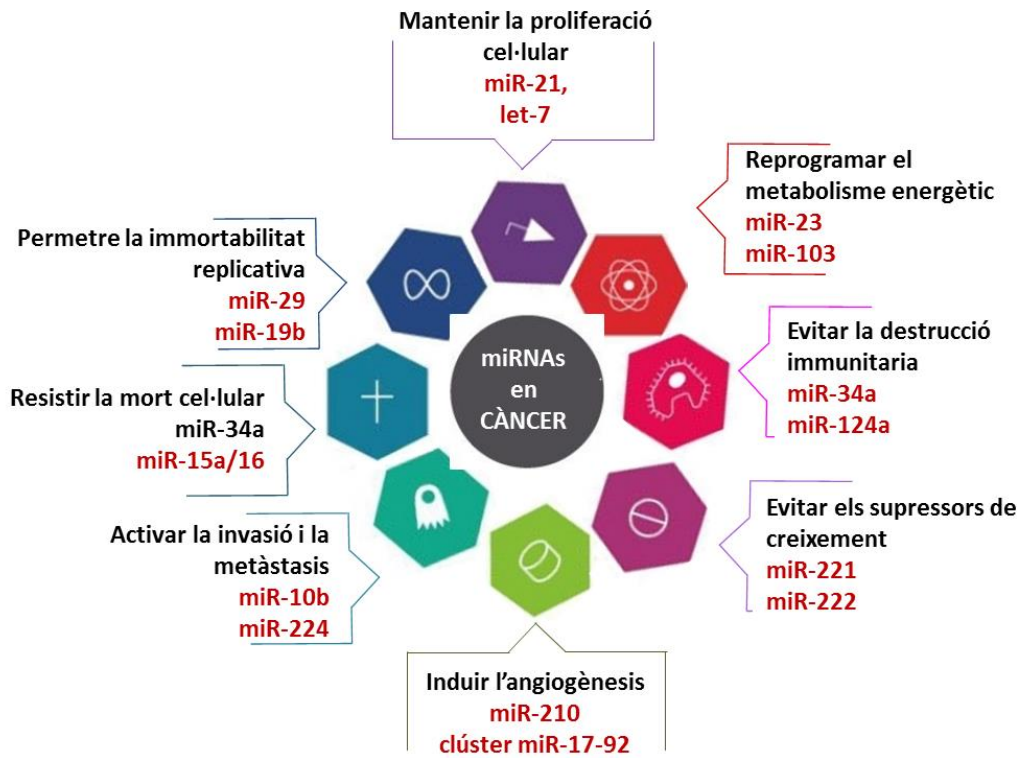 Mantenir la proliferació
cel·lular
miR-21,
let-7
Reprogramar el
metabolisme energètic
miR-23
miR-103
Permetre la immortabilitat
replicativa
miR-29
miR-19b
Evitar la destrucció
immunitaria
miR-34a
miR-124a
miRNAs
en
CÀNCER
Resistir la mort cel·lular
miR-34a
miR-15a/16
Evitar els supressors de
creixement
miR-221
miR-222
Activar la invasió i la
metàstasis
miR-10b
miR-224
Induir l’angiogènesis
miR-210
clúster miR-17-92